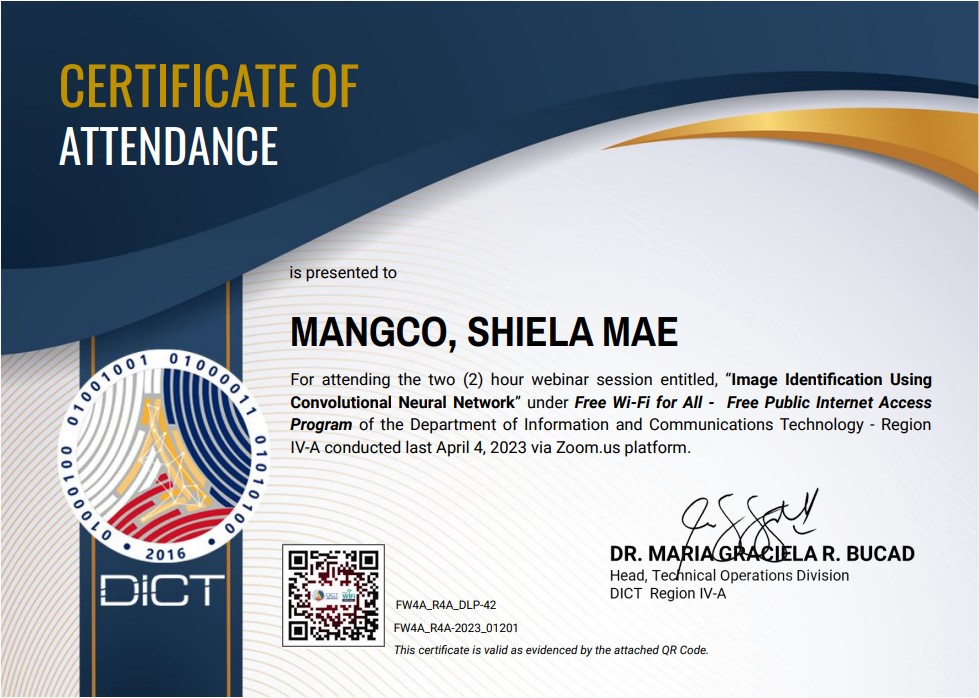 CERTIFICATE OF
ATTENDANCE
is presented to
MANGCO, SHIELA MAE
For attending the two (2) hour webinar session entitled, “Image Identification Using
Convolutional Neural Network” under Free Wi-Fi for All - Free Public Internet Access
Program of the Department of Information and Communications Technology - Region
IV-A conducted last April 4, 2023 via Zoom.us platform.
01000100 01001001 01000011 01010100
• 2016 •
DICT
DR. MARIA GRACIELA R. BUCAD
Head, Technical Operations Division
DICT Region IV-A
FW4A_R4A_DLP-42
FW4A_R4A-2023_01201
This certificate is valid as evidenced by the attached QR Code.